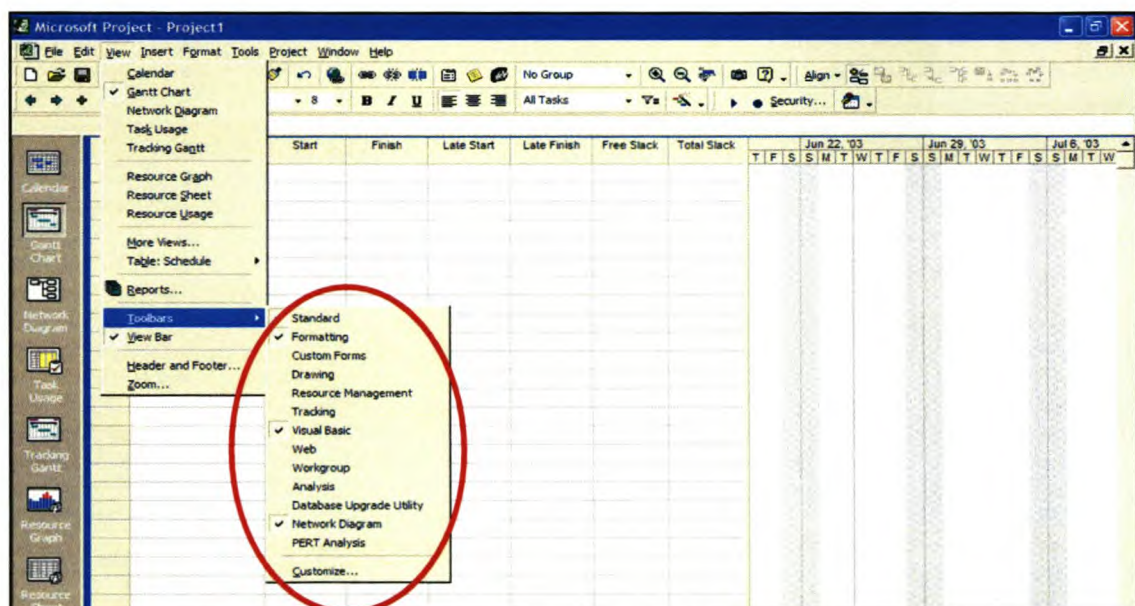 Microsoft Project - Project1
File Edit View Insert Format Tools Project Window Help
No Group
Align
8 B I U All Tasks Security...
Calendar
Gantt Chart
Network Diagram
Task Usage
Tracking Gantt
Resource Graph
Resource Sheet
Resource Usage
More Views...
Table: Schedule
Reports...
Toolbars
View Bar
Header and Footer...
Zoom...
Standard
Formatting
Custom Forms
Drawing
Resource Management
Tracking
Visual Basic
Web
Workgroup
Analysis
Database Upgrade Utility
Network Diagram
PERT Analysis
Customize...
Start Finish Late Start Late Finish Free Slack Total Slack
Jun 22, '03 Jun 29, '03 Jul 6, '03
T F S S M T W T F S S M T W T F S S M T W
Calendar
Gantt
Chart
Network
Diagram
Task
Usage
Tracking
Gantt
Resource
Graph
Resource